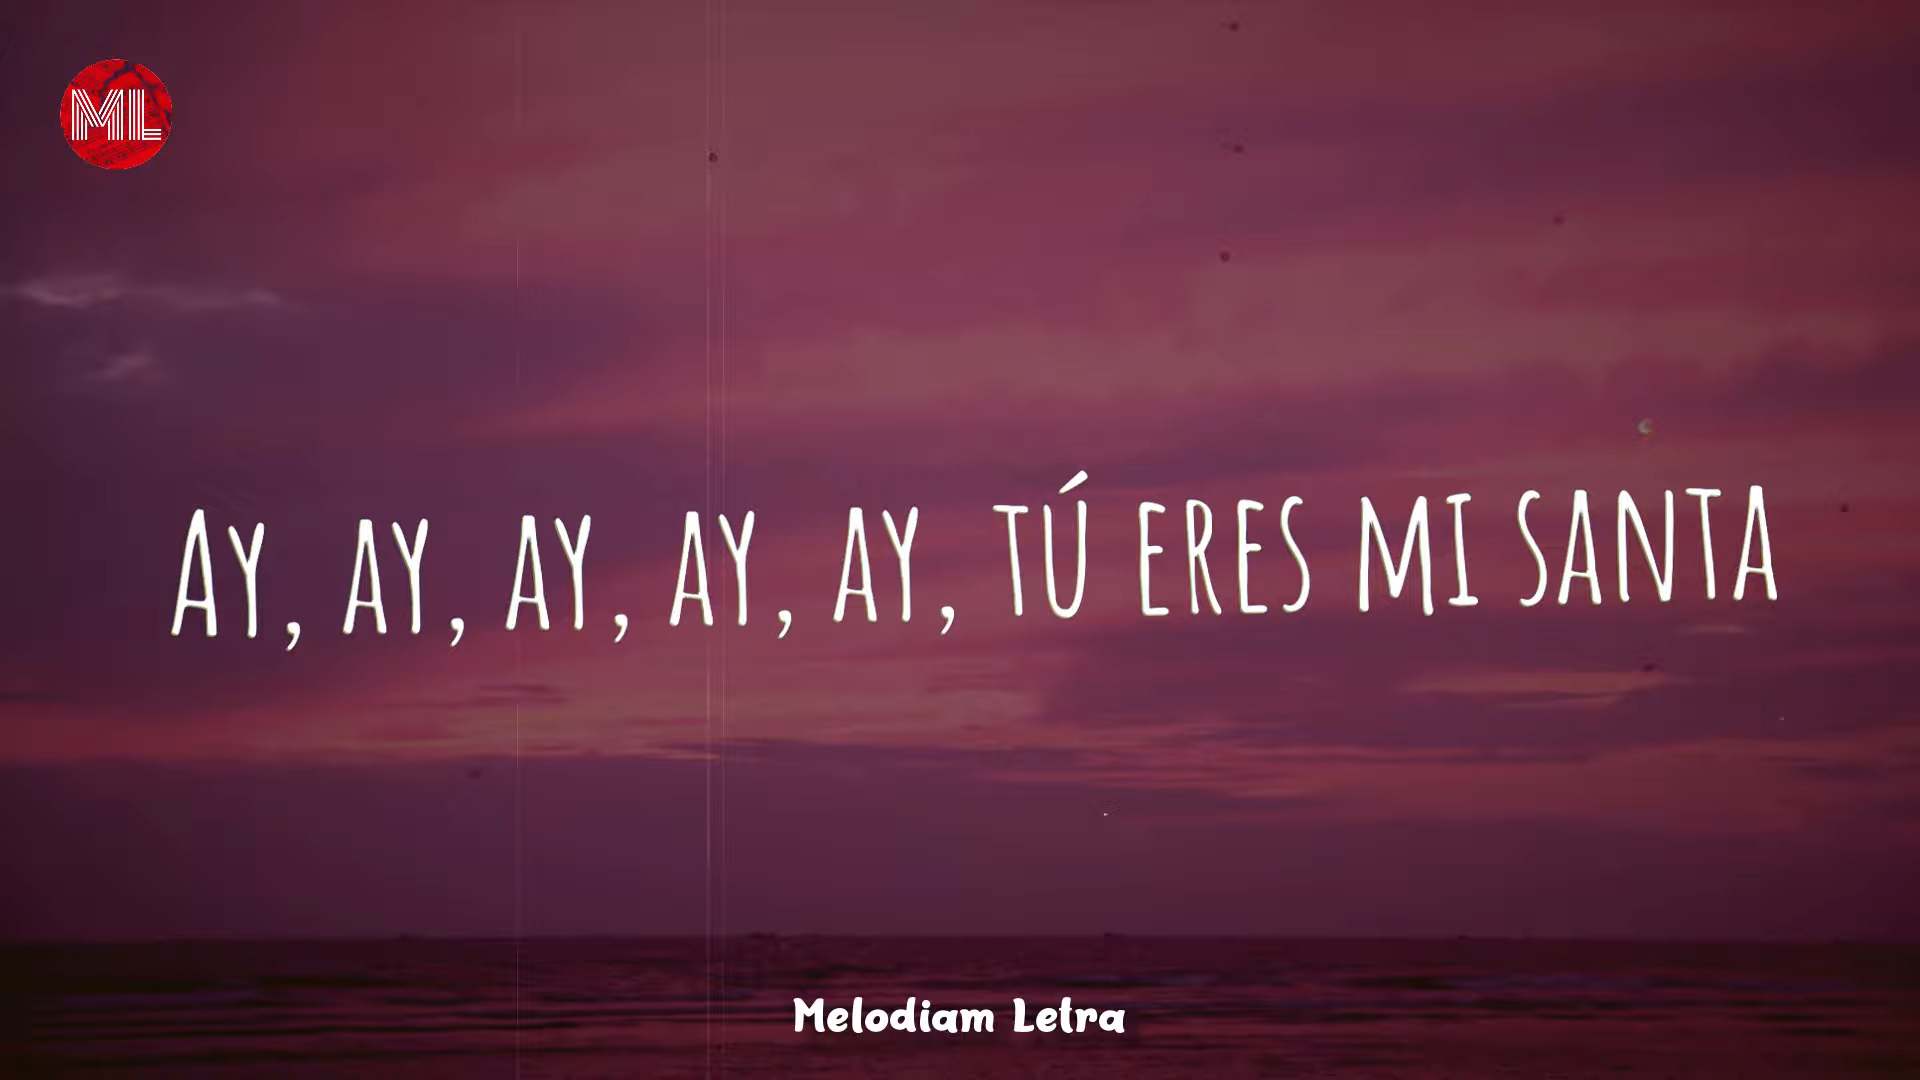 ML
Ay, ay, ay, ay, ay, tú eres mi santa
Melodiam Letra